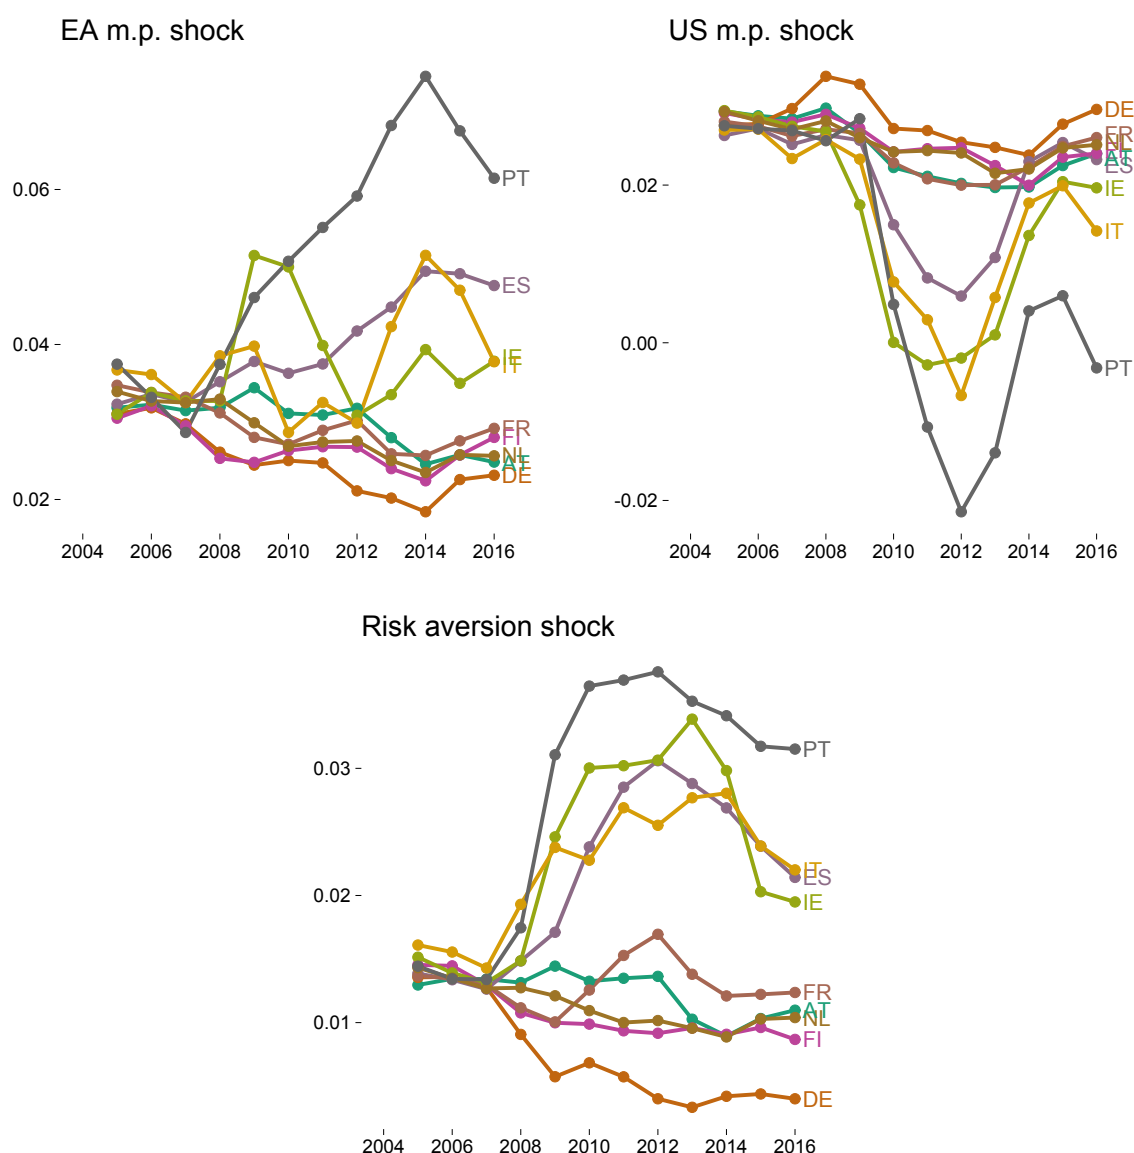 EA m.p. shock
0.06
0.04
0.02
PT
ES
IE
IT
FR
FI
NL
AT
DE
2004 2006 2008 2010 2012 2014 2016
US m.p. shock
0.02
0.00
-0.02
DE
FR
NL
FI
AT
ES
IE
IT
PT
2004 2006 2008 2010 2012 2014 2016
Risk aversion shock
0.03
0.02
0.01
PT
IT
ES
IE
FR
AT
NL
FI
DE
2004 2006 2008 2010 2012 2014 2016